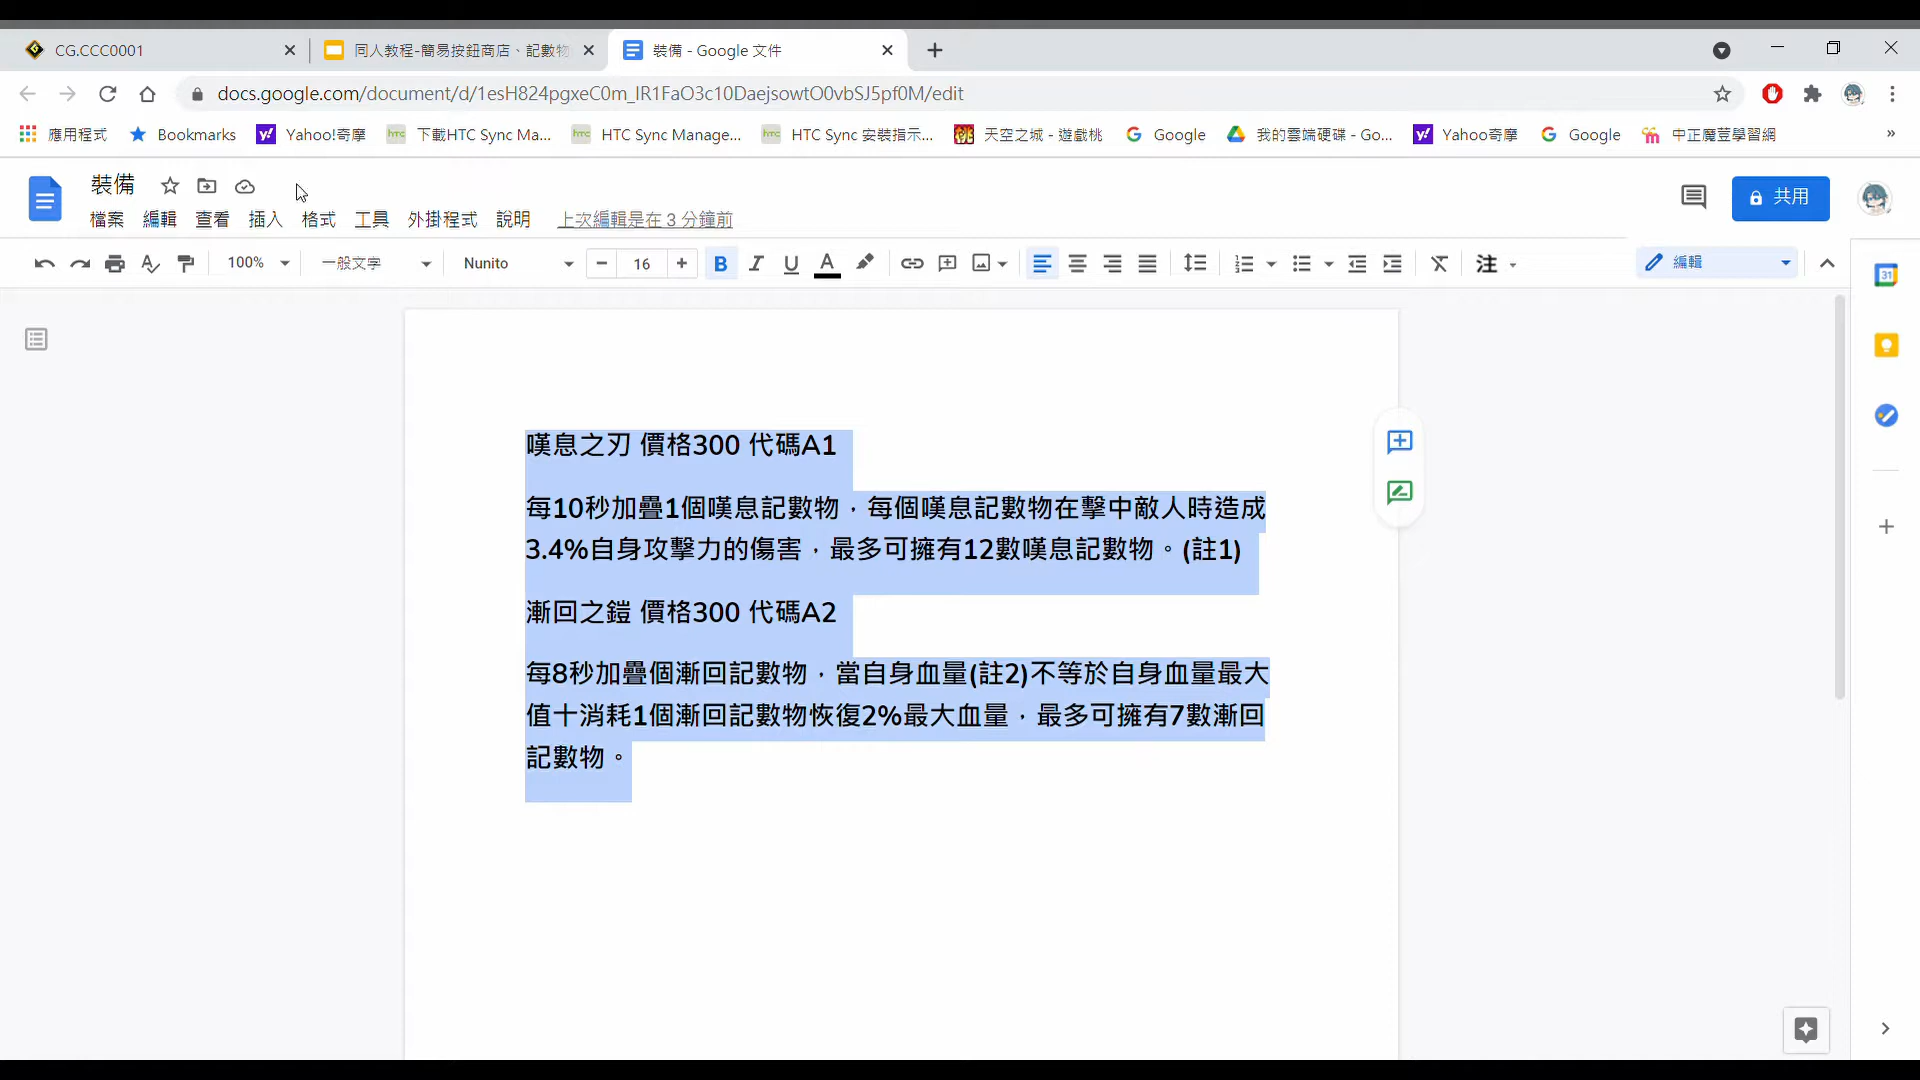 CG.CCC0001
同人教程-簡易按鈕商店、記數物
裝備 - Google 文件
docs.google.com/document/d/1esH824pgxeC0m_IR1FaO3c10DaejsowtO0vbSJ5pf0M/edit
應用程式
Bookmarks
Yahoo!奇摩
下載HTC Sync Ma...
HTC Sync Manage...
HTC Sync 安裝指示...
天空之城 - 遊戲桃
Google
我的雲端硬碟 - Go...
Yahoo奇摩
Google
中正魔荳學習網
裝備
共用
檔案 編輯 查看 插入 格式 工具 外掛程式 說明 上次編輯是在 3 分鐘前
100% 一般文字 Nunito 16 B I U A 注 編輯
嘆息之刃 價格300 代碼A1
每10秒加疊1個嘆息記數物，每個嘆息記數物在擊中敵人時造成
3.4%自身攻擊力的傷害，最多可擁有12數嘆息記數物。(註1)
漸回之鎧 價格300 代碼A2
每8秒加疊個漸回記數物，當自身血量(註2)不等於自身血量最大
值十消耗1個漸回記數物恢復2%最大血量，最多可擁有7數漸回
記數物。